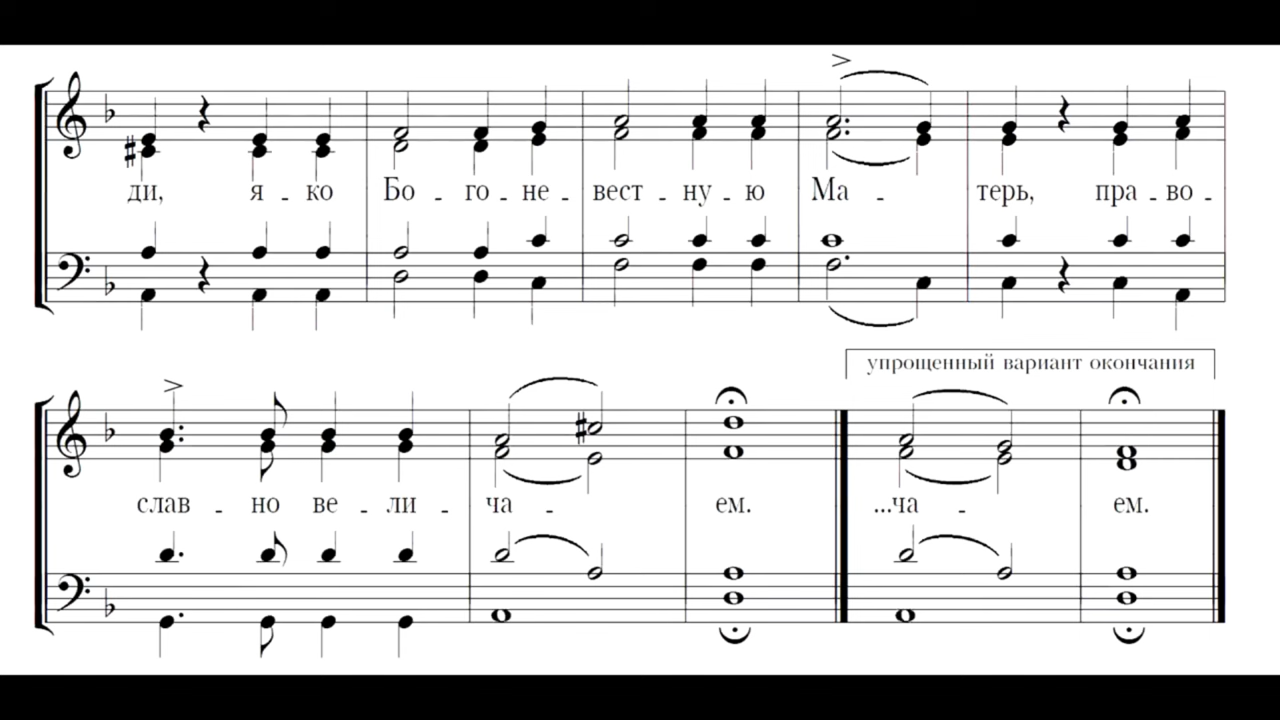 ди, я - ко Бо - го - не - вест - ну - ю Ма - терь, пра - во -
упрощенный вариант окончания
слав - но ве - ли - ча - ем. ...ча - ем.